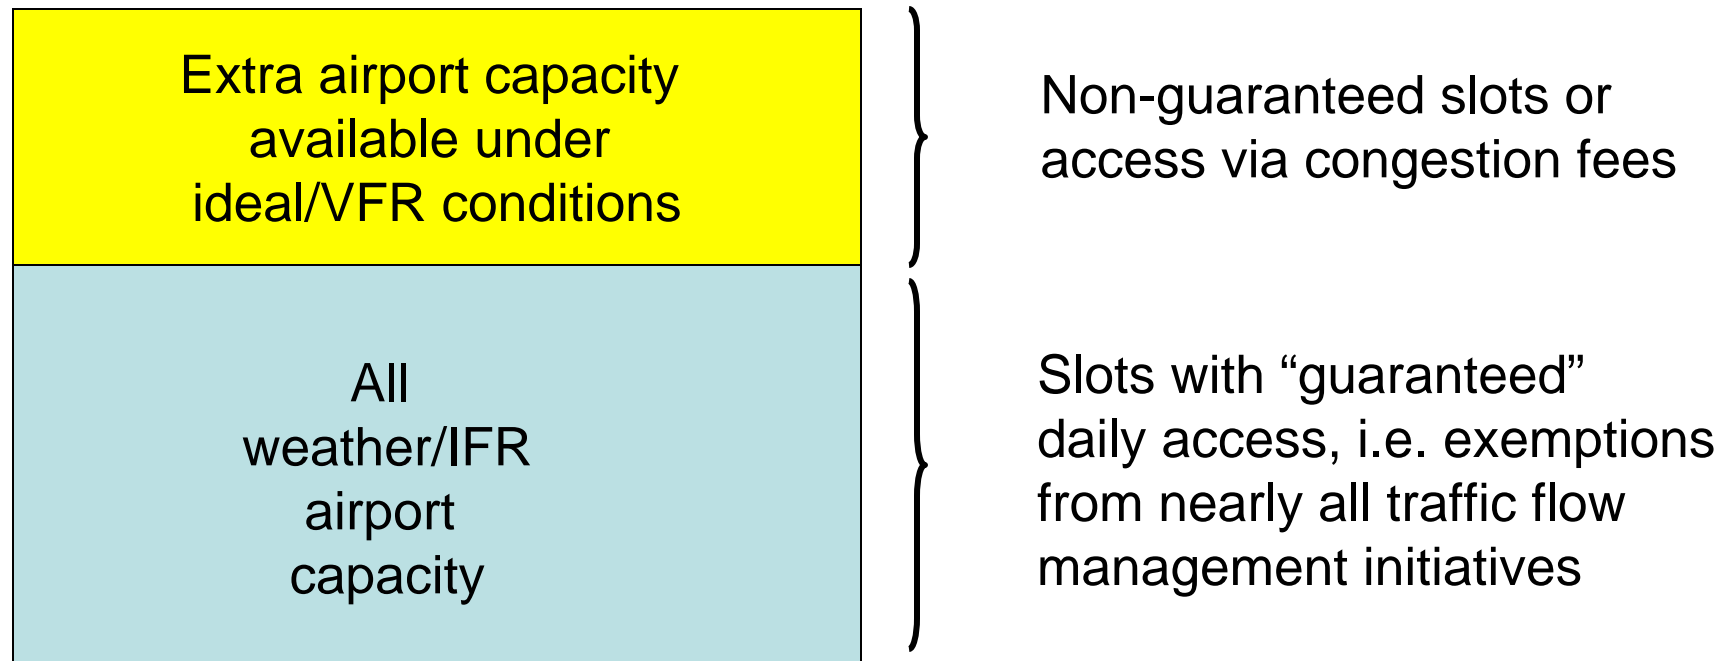 Extra airport capacity
available under
ideal/VFR conditions
Non-guaranteed slots or
access via congestion fees
All
weather/IFR
airport
capacity
Slots with “guaranteed”
daily access, i.e. exemptions
from nearly all traffic flow
management initiatives